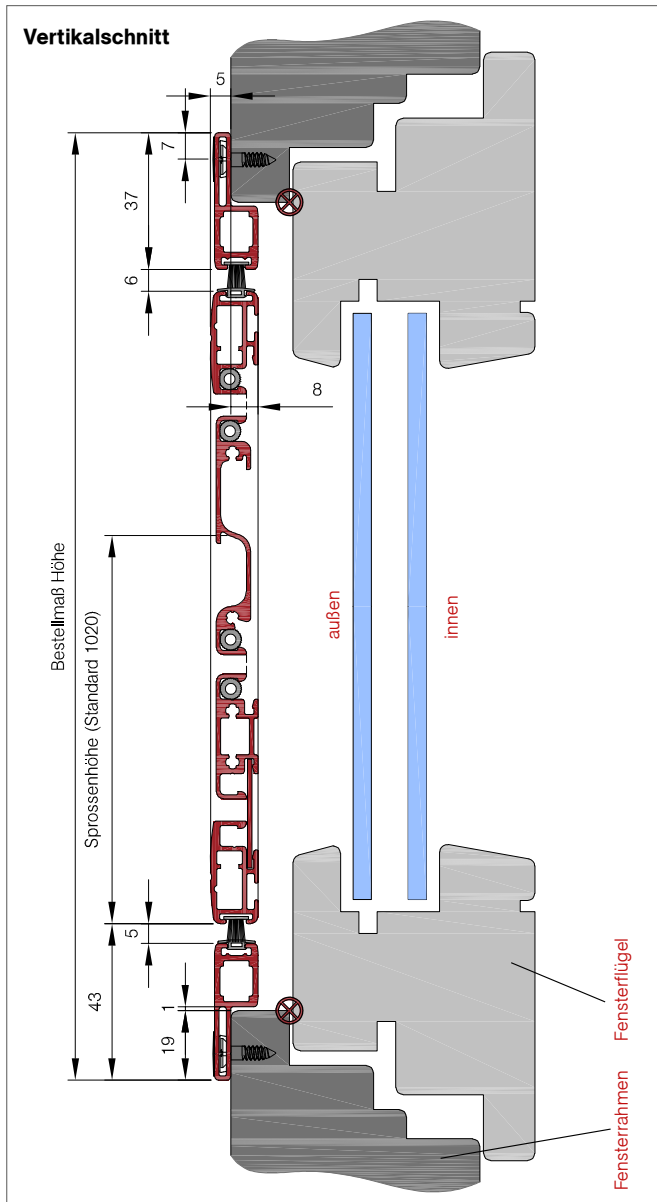 Vertikalschnitt
5
7
37
6
8
Bestellmaß Höhe
Sprossenhöhe (Standard 1020)
außen
innen
5
43
1
19
Fensterflügel
Fensterrahmen